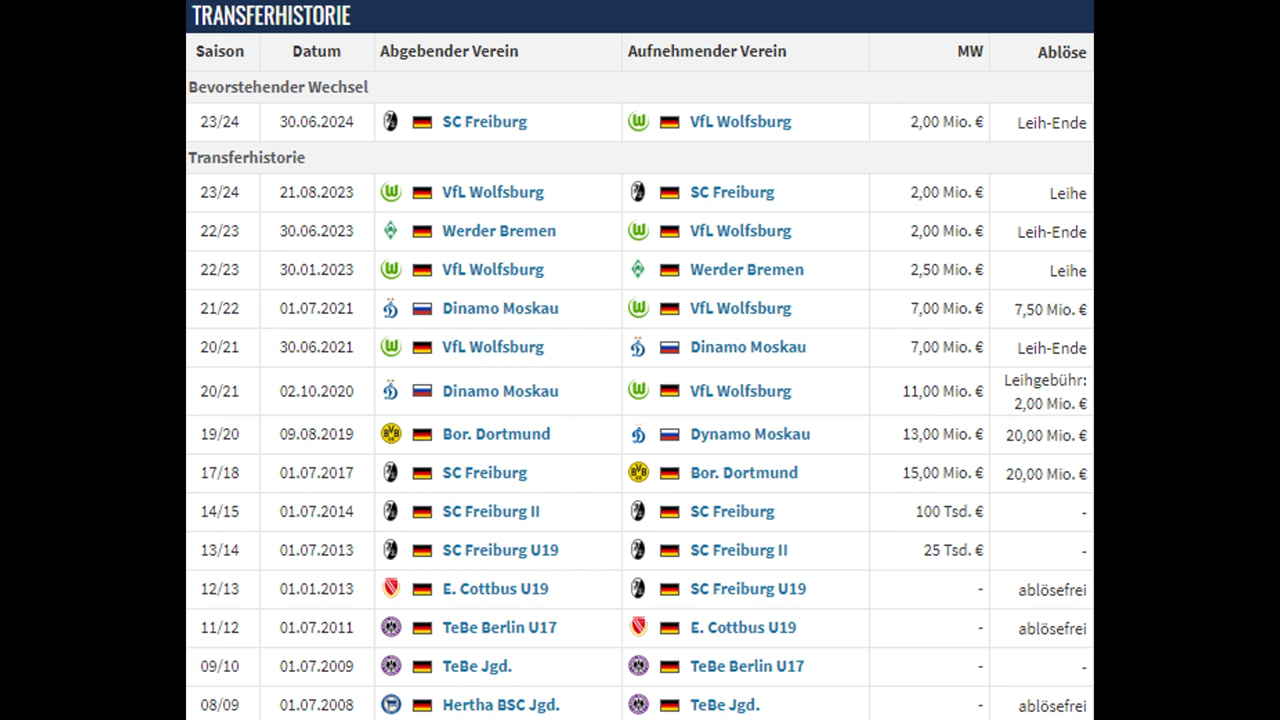 TRANSFERHISTORIE
Saison Datum Abgebender Verein Aufnehmender Verein MW Ablöse
Bevorstehender Wechsel
23/24 30.06.2024 SC Freiburg VfL Wolfsburg 2,00 Mio. € Leih-Ende
Transferhistorie
23/24 21.08.2023 VfL Wolfsburg SC Freiburg 2,00 Mio. € Leihe
22/23 30.06.2023 Werder Bremen VfL Wolfsburg 2,00 Mio. € Leih-Ende
22/23 30.01.2023 VfL Wolfsburg Werder Bremen 2,50 Mio. € Leihe
21/22 01.07.2021 Dinamo Moskau VfL Wolfsburg 7,00 Mio. € 7,50 Mio. €
20/21 30.06.2021 VfL Wolfsburg Dinamo Moskau 7,00 Mio. € Leih-Ende
20/21 02.10.2020 Dinamo Moskau VfL Wolfsburg 11,00 Mio. € Leihgebühr:
2,00 Mio. €
19/20 09.08.2019 Bor. Dortmund Dynamo Moskau 13,00 Mio. € 20,00 Mio. €
17/18 01.07.2017 SC Freiburg Bor. Dortmund 15,00 Mio. € 20,00 Mio. €
14/15 01.07.2014 SC Freiburg II SC Freiburg 100 Tsd. € -
13/14 01.07.2013 SC Freiburg U19 SC Freiburg II 25 Tsd. € -
12/13 01.01.2013 E. Cottbus U19 SC Freiburg U19 - ablösefrei
11/12 01.07.2011 TeBe Berlin U17 E. Cottbus U19 - ablösefrei
09/10 01.07.2009 TeBe Jgd. TeBe Berlin U17 - -
08/09 01.07.2008 Hertha BSC Jgd. TeBe Jgd. - ablösefrei